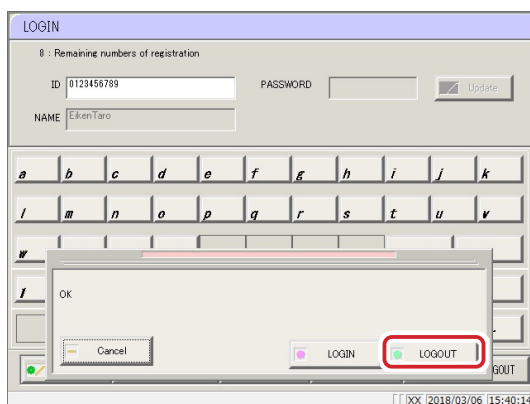 LOGIN
8 : Remaining numbers of registration
ID 0123456789 PASSWORD Update
NAME EikenTaro
a b c d e f g h i j k
l m n o p q r s t u v
w
1
OK
Cancel LOGIN LOGOUT
GOUT
XX 2018/03/06 15:40:14